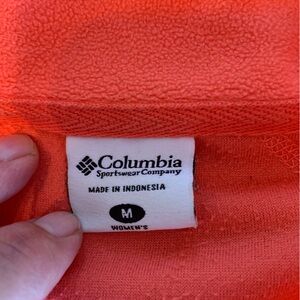 Columbia
Sportswear Company
MADE IN INDONESIA
M
WOMEN'S